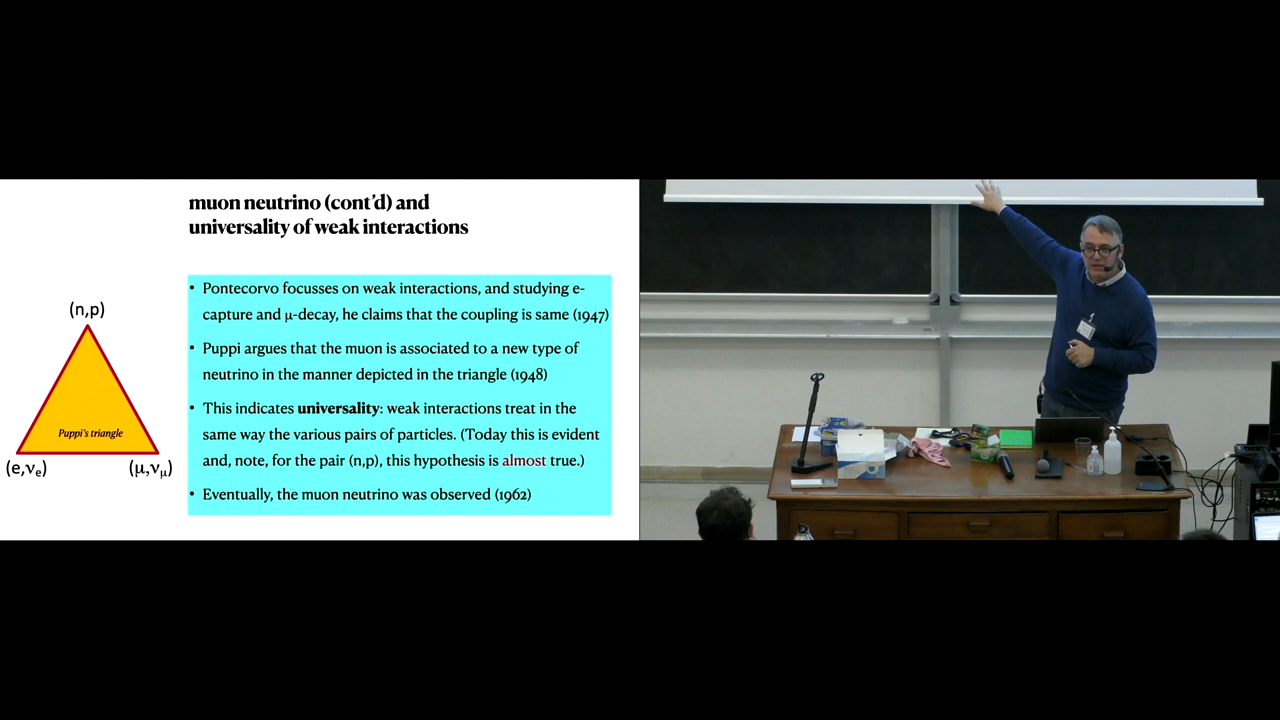 muon neutrino (cont'd) and
universality of weak interactions
• Pontecorvo focusses on weak interactions, and studying e-
capture and μ-decay, he claims that the coupling is same (1947)
• Puppi argues that the muon is associated to a new type of
neutrino in the manner depicted in the triangle (1948)
• This indicates universality: weak interactions treat in the
same way the various pairs of particles. (Today this is evident
and, note, for the pair (n,p), this hypothesis is almost true.)
• Eventually, the muon neutrino was observed (1962)
(n,p)
Puppi's triangle
(e,νe)
(μ,νμ)